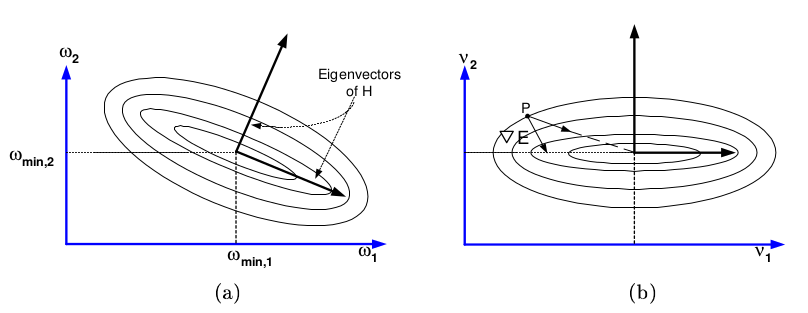 ω2
Eigenvectors
of H
ωmin,2
ωmin,1
ω1
(a)
ν2
P
▽E
ν1
(b)